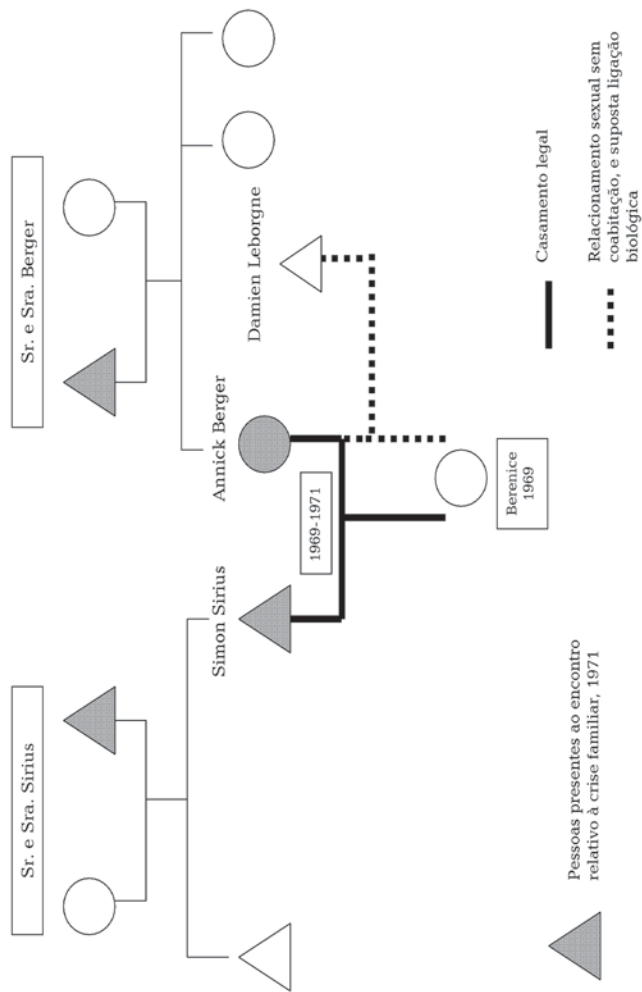 Sr. e Sra. Sirius
Sr. e Sra. Berger
Simon Sirius
Annick Berger
Damien Leborgne
1969-1971
Berenice
1969
Pessoas presentes ao encontro
relativo à crise familiar, 1971
Casamento legal
Relacionamento sexual sem
coabitação, e suposta ligação
biológica